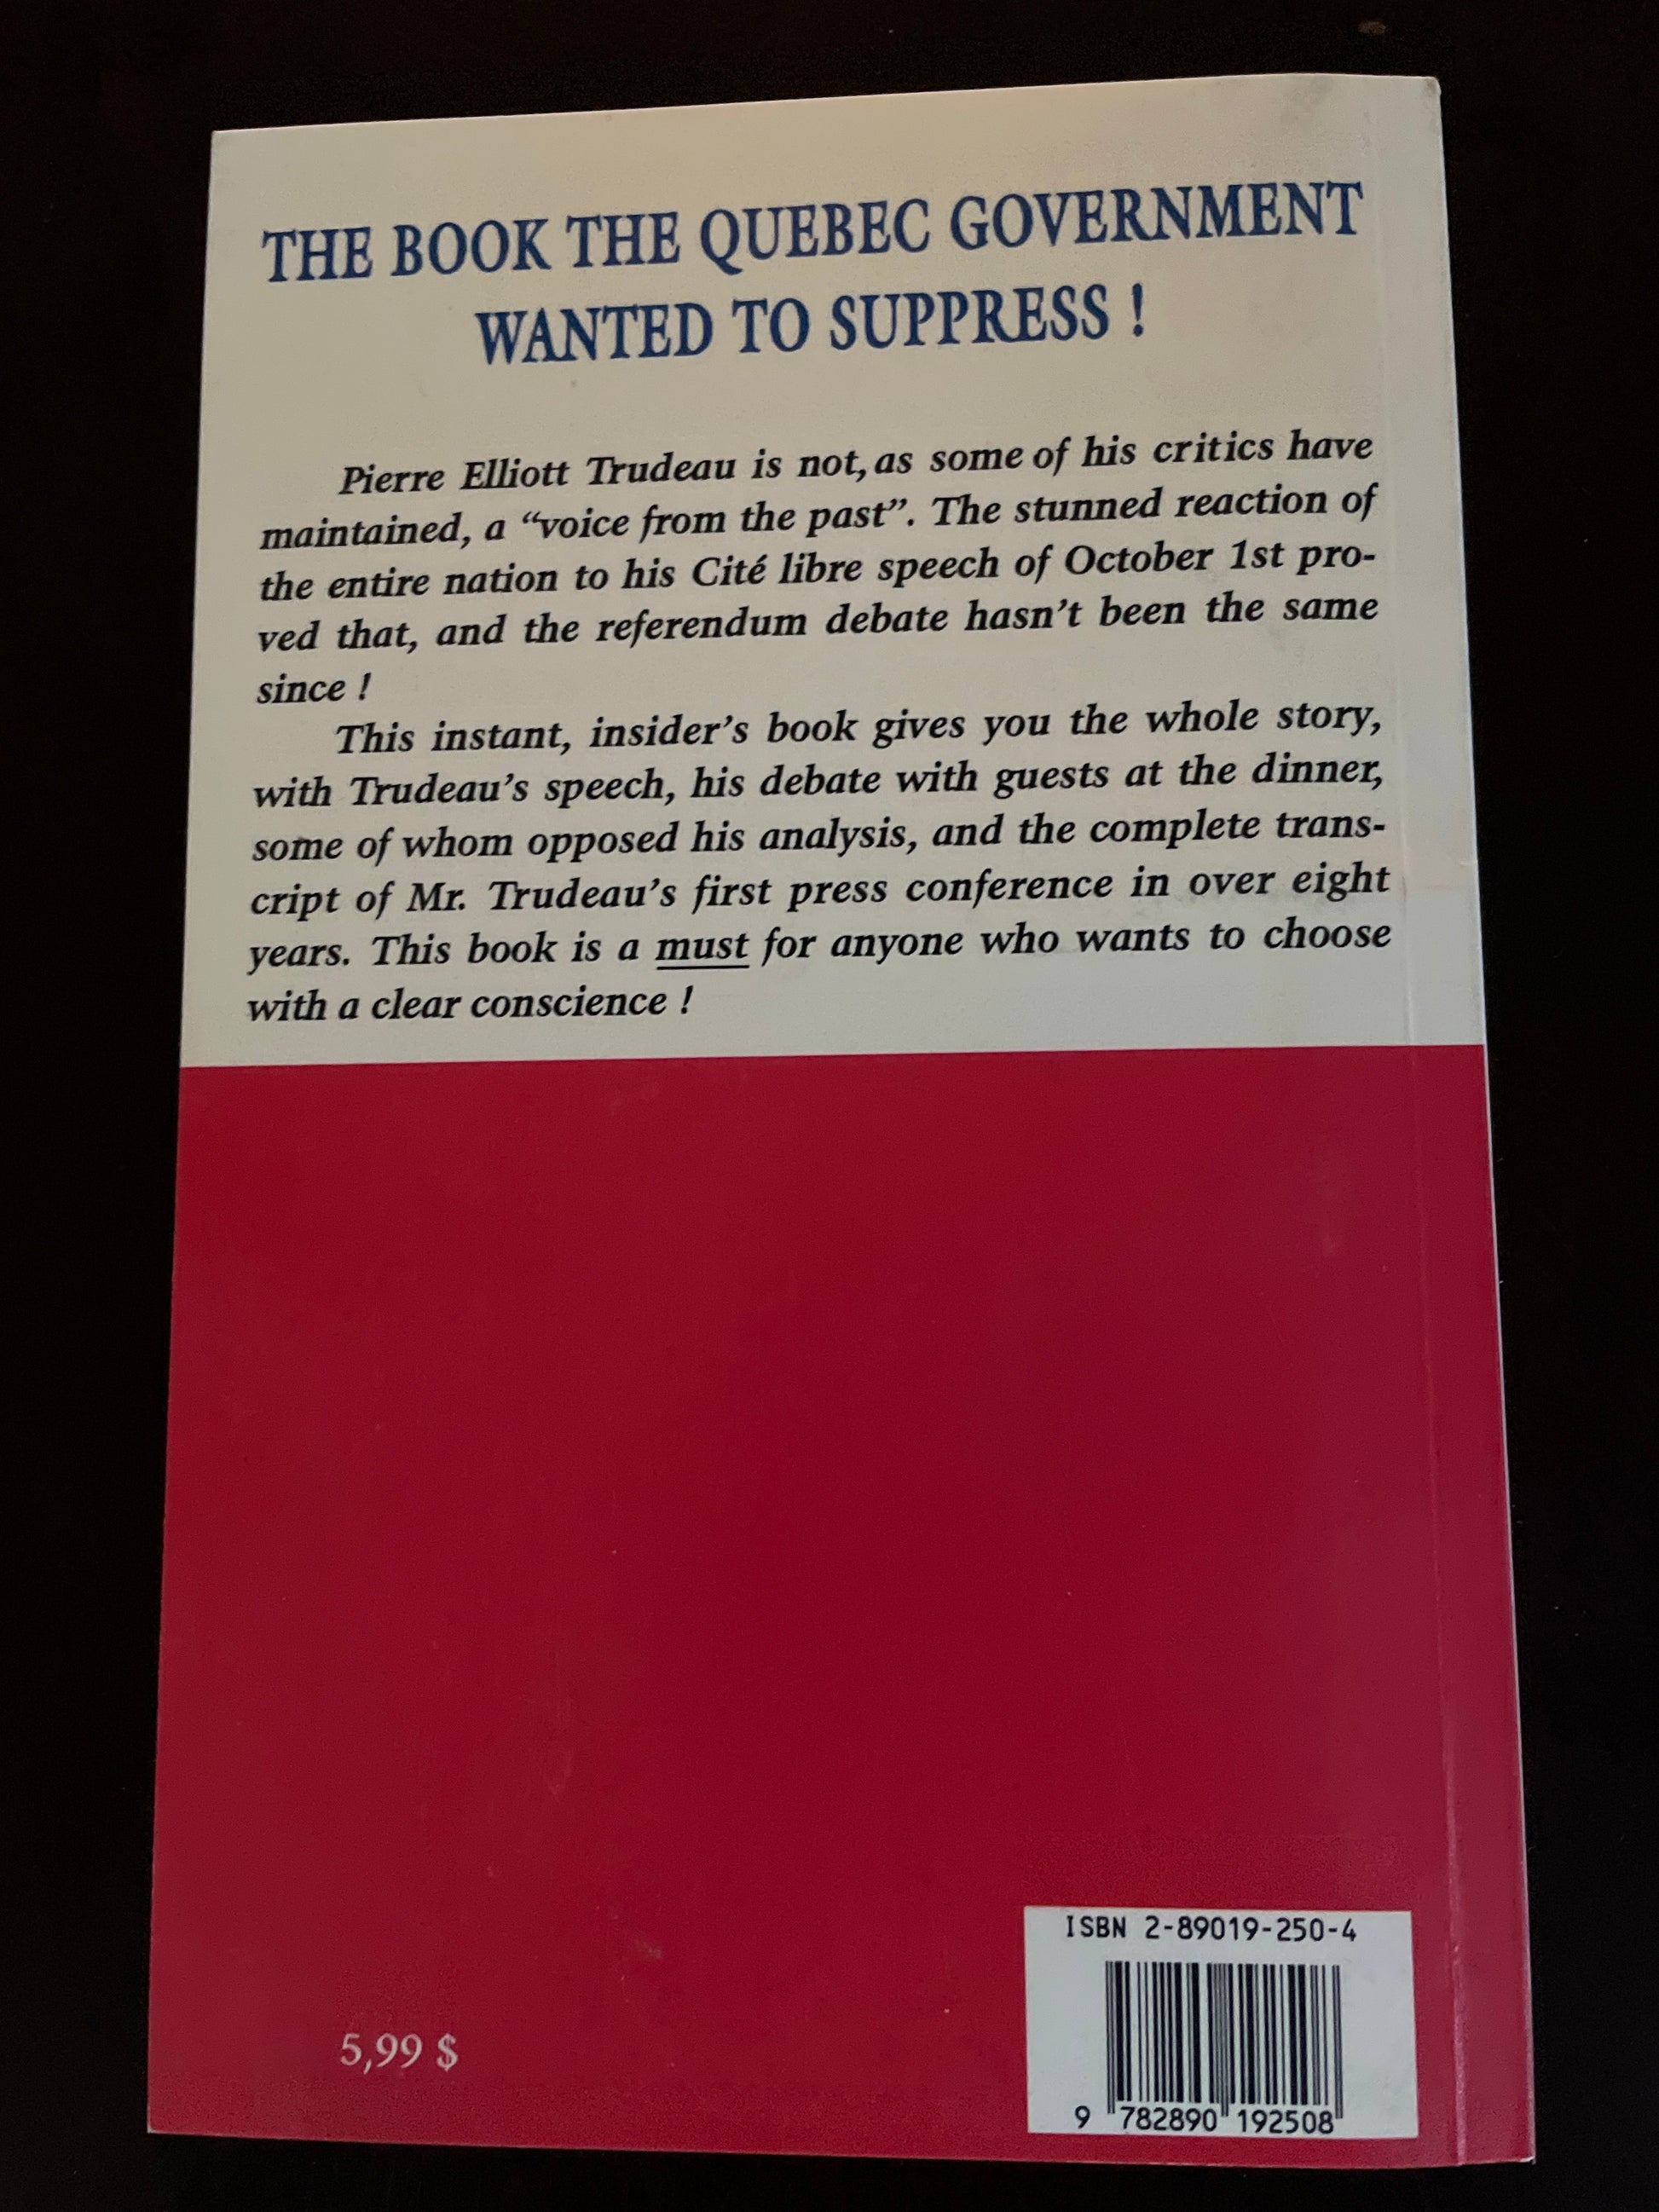 THE BOOK THE QUEBEC GOVERNMENT
WANTED TO SUPPRESS !
Pierre Elliott Trudeau is not, as some of his critics have
maintained, a “voice from the past”. The stunned reaction of
the entire nation to his Cité libre speech of October 1st pro-
ved that, and the referendum debate hasn’t been the same
since !
This instant, insider’s book gives you the whole story,
with Trudeau’s speech, his debate with guests at the dinner,
some of whom opposed his analysis, and the complete trans-
cript of Mr. Trudeau’s first press conference in over eight
years. This book is a must for anyone who wants to choose
with a clear conscience !
5,99 $
ISBN 2-89019-250-4
9 782890 192508